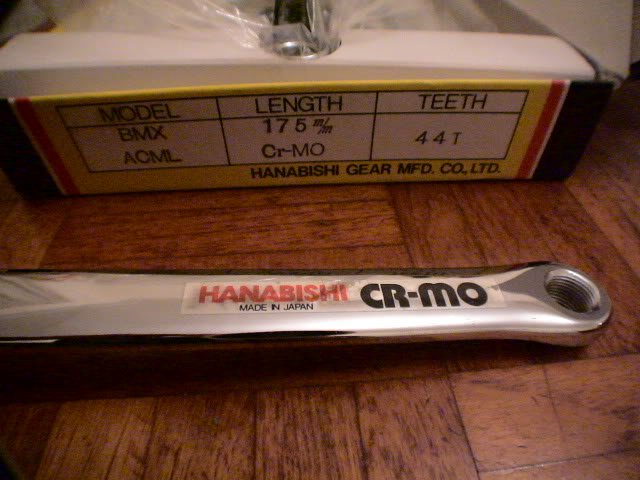 MODEL LENGTH TEETH
BMX 175 m/m 44T
ACML Cr-MO
HANABISHI GEAR MFD. CO., LTD.
HANABISHI CR-MO
MADE IN JAPAN